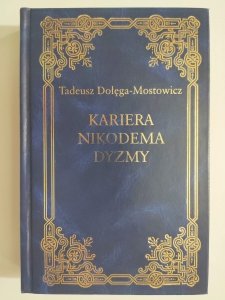 Tadeusz Dołęga-Mostowicz
KARIERA
NIKODEMA
DYZMY